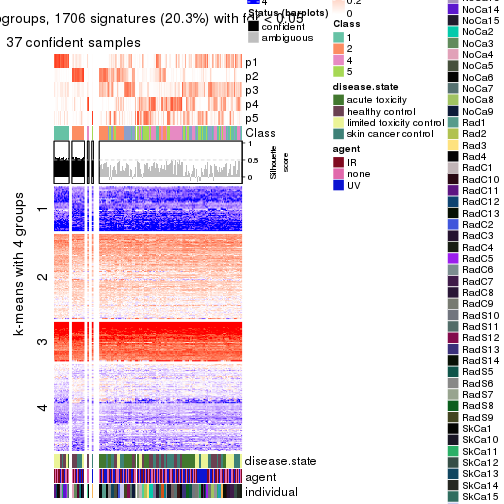 groups, 1706 signatures (20.3%) with fdr < 0.05
37 confident samples
p1
p2
p3
p4
p5
Class
1
0.5
0
Silhouette
score
k-means with 4 groups
1
2
3
4
disease.state
agent
individual
4
Status (barplots)
confident
ambiguous
0.2
0
Class
1
2
4
5
disease.state
acute toxicity
healthy control
limited toxicity control
skin cancer control
agent
IR
none
UV
NoCa14
NoCa15
NoCa2
NoCa3
NoCa4
NoCa5
NoCa6
NoCa7
NoCa8
NoCa9
Rad1
Rad2
Rad3
Rad4
RadC1
RadC10
RadC11
RadC12
RadC13
RadC2
RadC3
RadC4
RadC5
RadC6
RadC7
RadC8
RadC9
RadS10
RadS11
RadS12
RadS13
RadS14
RadS5
RadS6
RadS7
RadS8
RadS9
SkCa1
SkCa10
SkCa11
SkCa12
SkCa13
SkCa14
SkCa15